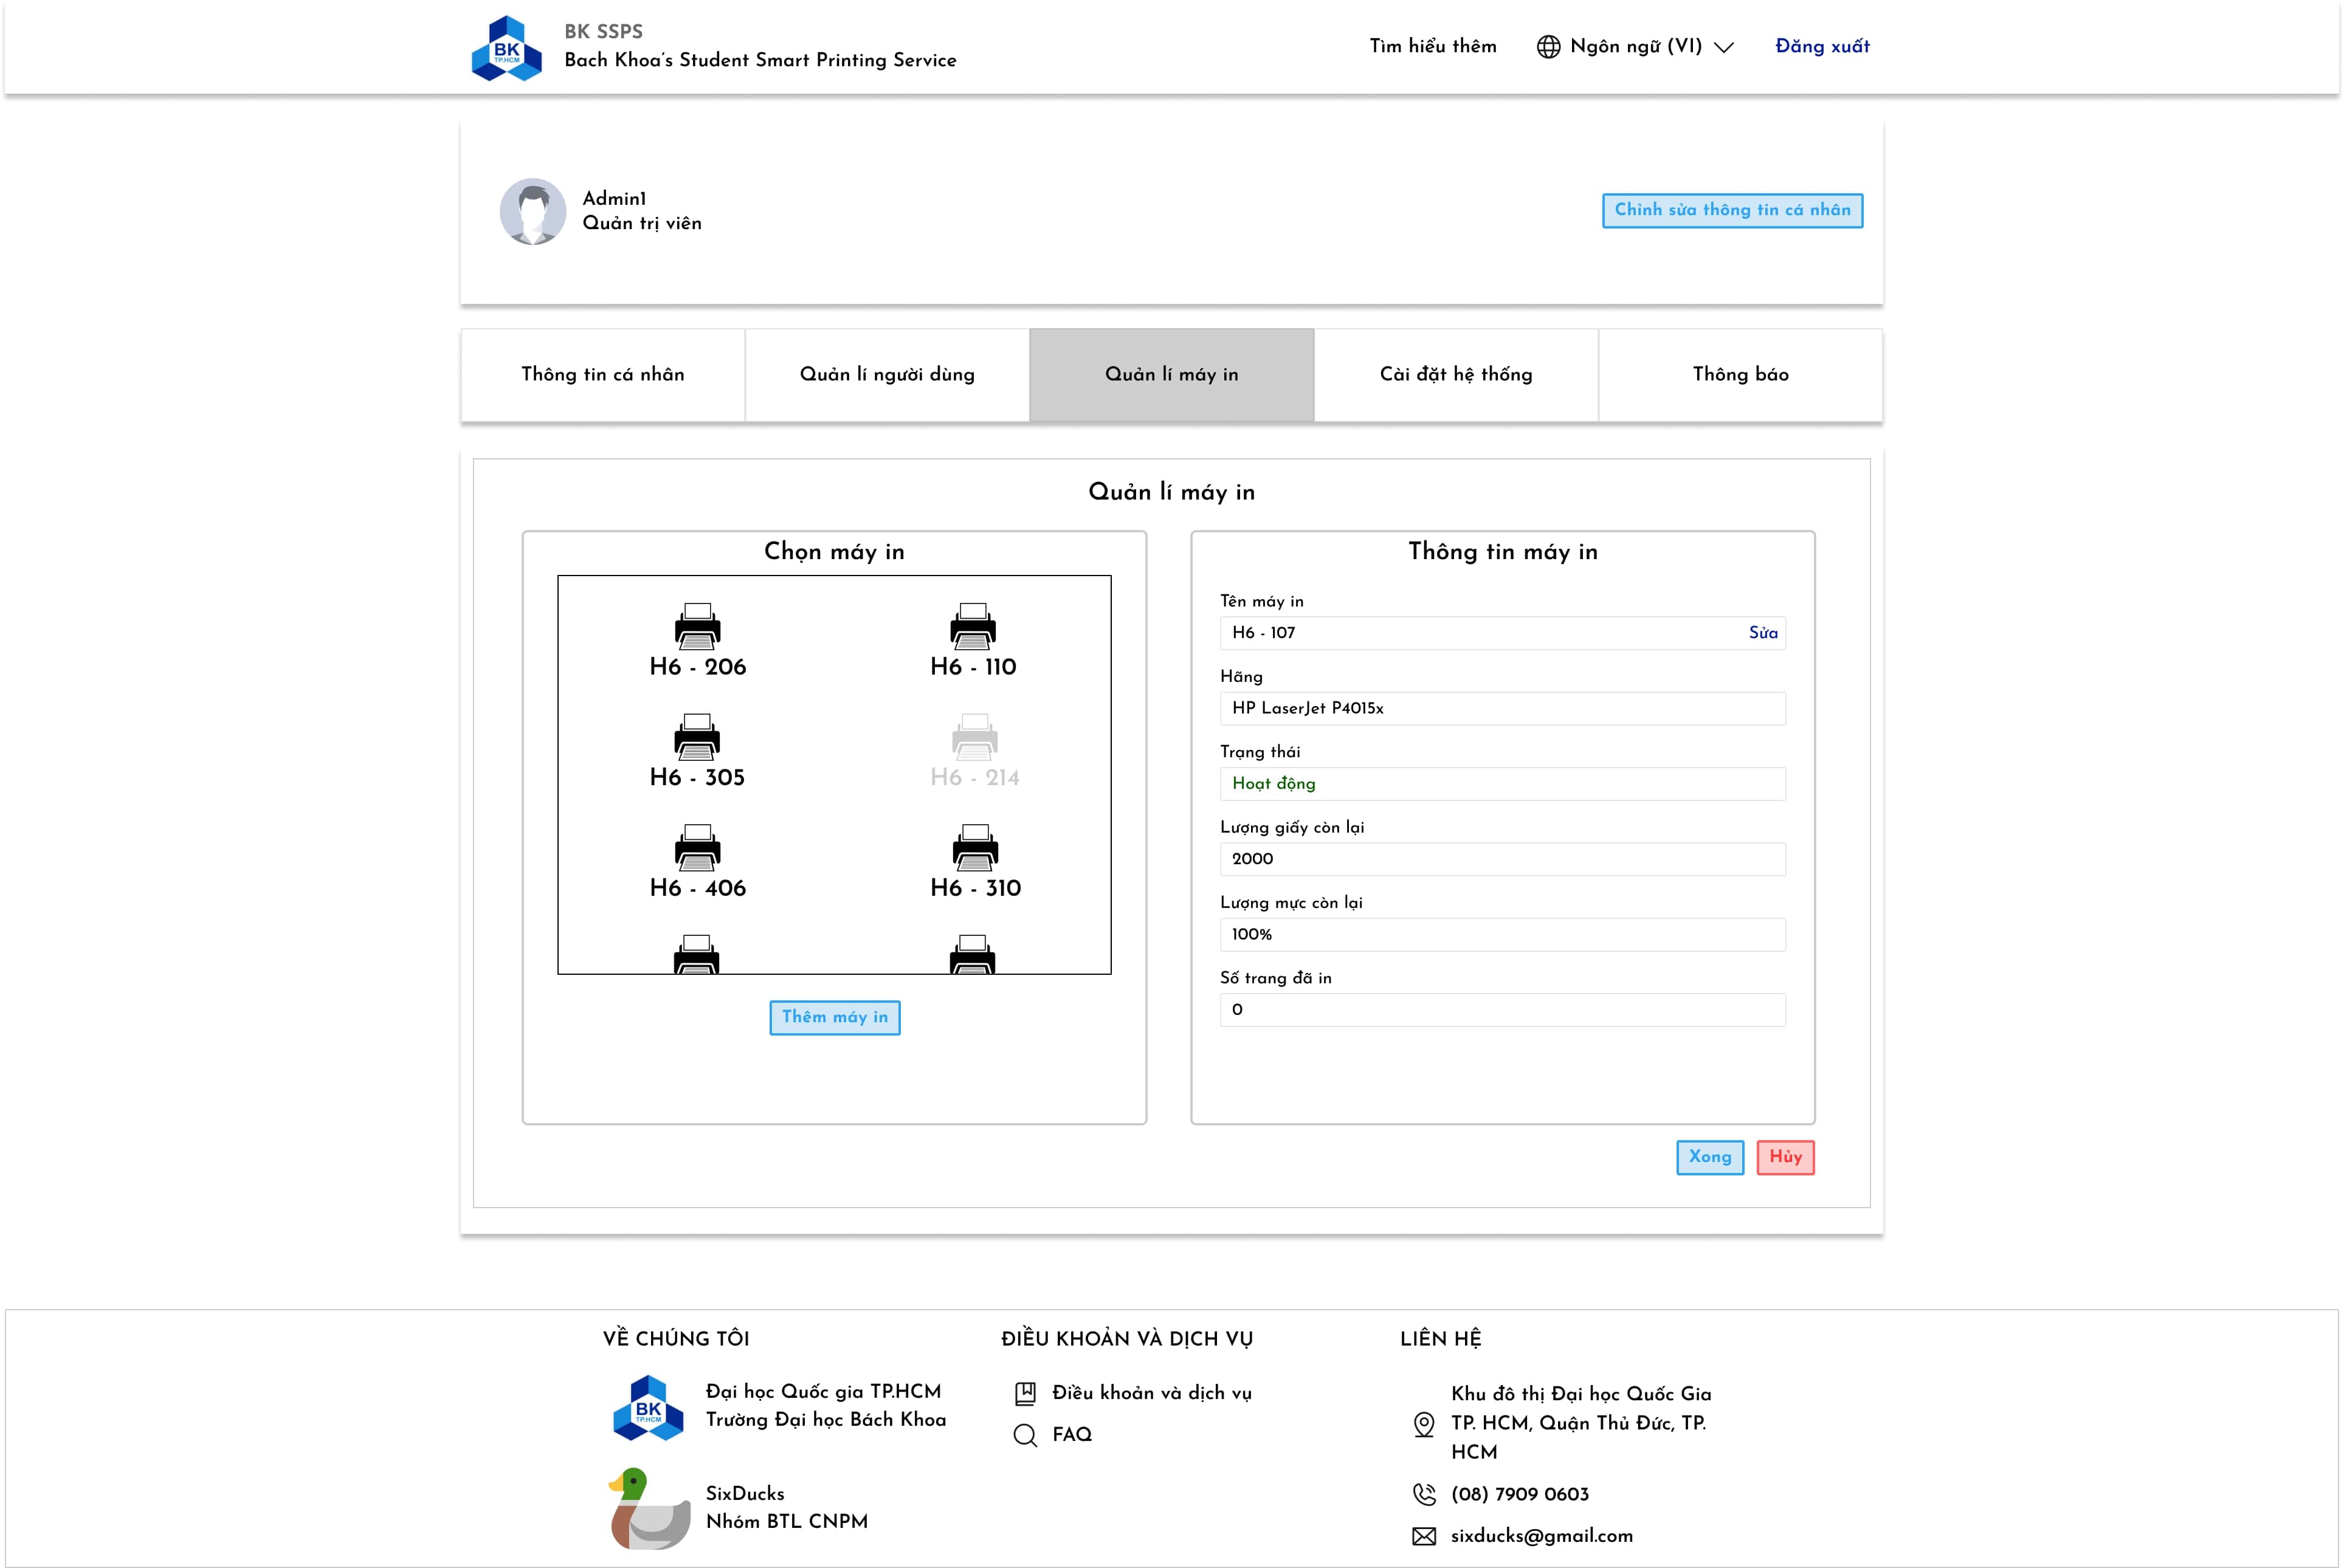 BK
TP.HCM
BK SSPS
Bach Khoa's Student Smart Printing Service
Tìm hiểu thêm
Ngôn ngữ (VI)
Đăng xuất
Admin1
Quản trị viên
Chỉnh sửa thông tin cá nhân
Thông tin cá nhân
Quản lí người dùng
Quản lí máy in
Cài đặt hệ thống
Thông báo
Quản lí máy in
Chọn máy in
H6 - 206
H6 - 110
H6 - 305
H6 - 214
H6 - 406
H6 - 310
Thêm máy in
Thông tin máy in
Tên máy in
H6 - 107
Sửa
Hãng
HP LaserJet P4015x
Trạng thái
Hoạt động
Lượng giấy còn lại
2000
Lượng mực còn lại
100%
Số trang đã in
0
Xong
Hủy
VỀ CHÚNG TÔI
BK
TP.HCM
Đại học Quốc gia TP.HCM
Trường Đại học Bách Khoa
SixDucks
Nhóm BTL CNPM
ĐIỀU KHOẢN VÀ DỊCH VỤ
Điều khoản và dịch vụ
FAQ
LIÊN HỆ
Khu đô thị Đại học Quốc Gia
TP. HCM, Quận Thủ Đức, TP.
HCM
(08) 7909 0603
sixducks@gmail.com